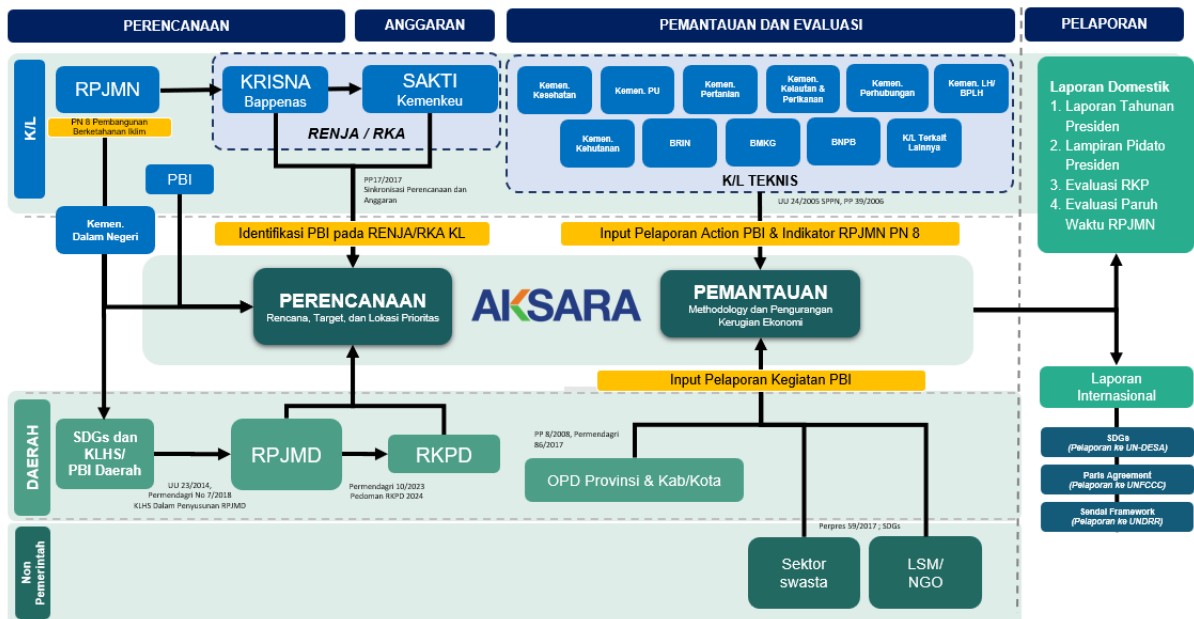 PERENCANAAN
ANGGARAN
PEMANTAUAN DAN EVALUASI
PELAPORAN
K/L
RPJMN
PN 8 Pembangunan
Berketahanan Iklim
KRISNA
Bappenas
SAKTI
Kemenkeu
RENJA / RKA
PBI
Kemen.
Dalam Negeri
PP17/2017
Sinkronisasi Perencanaan dan
Anggaran
Kemen.
Kesehatan
Kemen. PU
Kemen.
Pertanian
Kemen.
Kelautan &
Perikanan
Kemen.
Perhubungan
Kemen. LH/
BPLH
Kemen.
Kehutanan
BRIN
BMKG
BNPB
K/L Terkait
Lainnya
K/L TEKNIS
UU 24/2005 SPPN, PP 39/2006
Identifikasi PBI pada RENJA/RKA KL
Input Pelaporan Action PBI & Indikator RPJMN PN 8
PERENCANAAN
Rencana, Target, dan Lokasi Prioritas
AKSARA
PEMANTAUAN
Methodology dan Pengurangan
Kerugian Ekonomi
Input Pelaporan Kegiatan PBI
DAERAH
SDGs dan
KLHS/
PBI Daerah
UU 23/2014,
Permendagri No 7/2018
KLHS Dalam Penyusunan RPJMD
RPJMD
Permendagri 10/2023
Pedoman RKPD 2024
RKPD
PP 8/2008, Permendagri
86/2017
OPD Provinsi & Kab/Kota
Non
Pemerintah
Perpres 59/2017 ; SDGs
Sektor
swasta
LSM/
NGO
Laporan Domestik
1. Laporan Tahunan
Presiden
2. Lampiran Pidato
Presiden
3. Evaluasi RKP
4. Evaluasi Paruh
Waktu RPJMN
Laporan
Internasional
SDGs
(Pelaporan ke UN-DESA)
Paris Agreement
(Pelaporan ke UNFCCC)
Sendai Framework
(Pelaporan ke UNDRR)